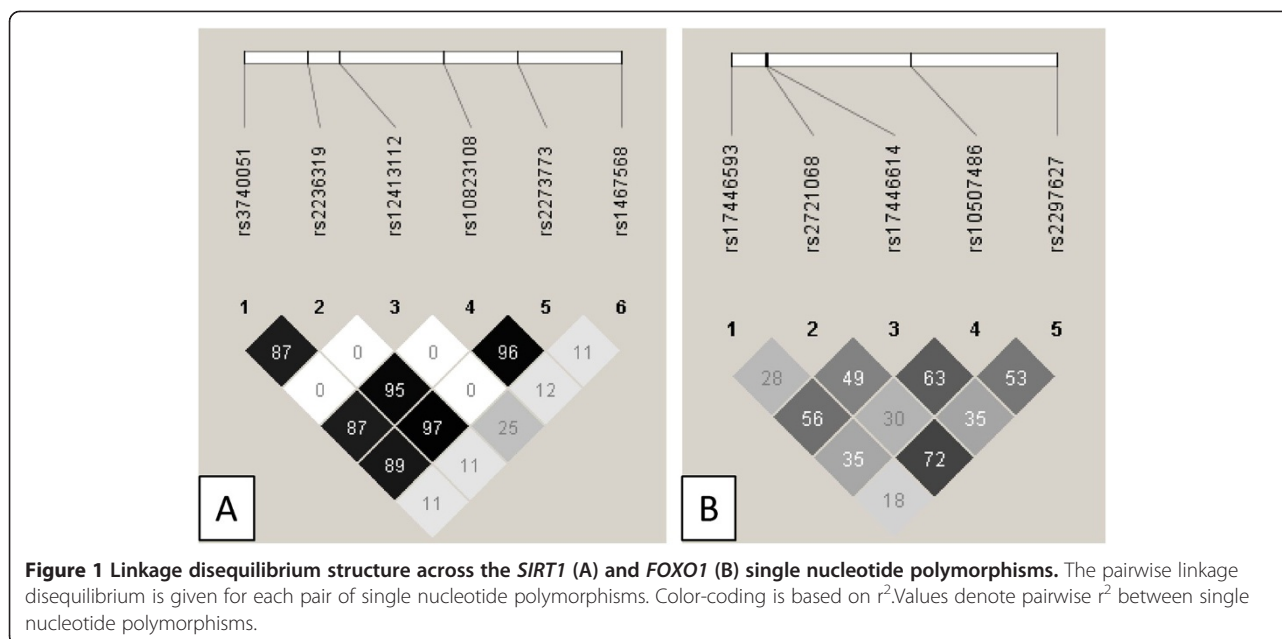 rs3740051
rs2236319
rs12413112
rs10823108
rs2273773
rs1467568
1 2 3 4 5 6
87 0 0 96 11
0 95 0 12
87 97 25
89 11
11
A
rs17446593
rs2721068
rs17446614
rs10507486
rs2297627
1 2 3 4 5
28 49 63 53
56 30 35
35 72
18
B
Figure 1 Linkage disequilibrium structure across the SIRT1 (A) and FOXO1 (B) single nucleotide polymorphisms. The pairwise linkage
disequilibrium is given for each pair of single nucleotide polymorphisms. Color-coding is based on r².Values denote pairwise r² between single
nucleotide polymorphisms.